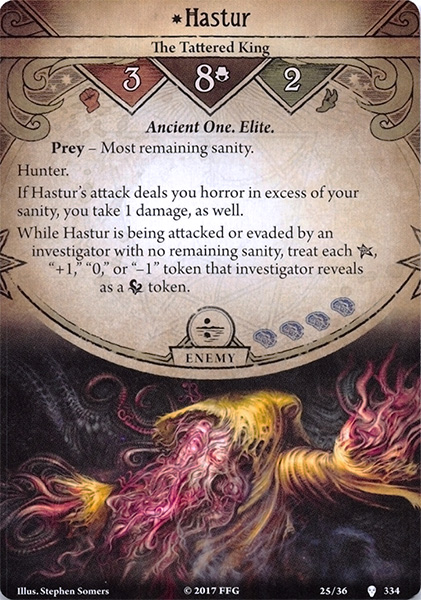 Hastur
The Tattered King
3 8 2
Ancient One. Elite.
Prey – Most remaining sanity.
Hunter.
If Hastur's attack deals you horror in excess of your
sanity, you take 1 damage, as well.
While Hastur is being attacked or evaded by an
investigator with no remaining sanity, treat each ,
"+1," "0," or "–1" token that investigator reveals
as a token.
ENEMY
Illus. Stephen Somers © 2017 FFG 25/36 334